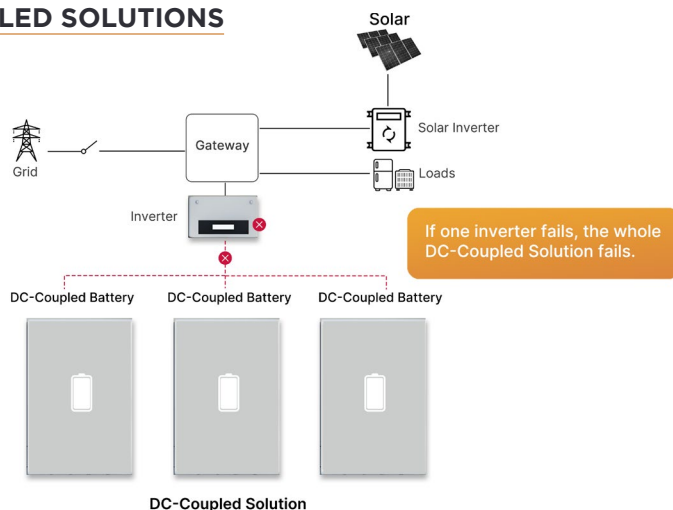 LED SOLUTIONS
Solar
Solar Inverter
Gateway
Grid
Loads
Inverter
If one inverter fails, the whole
DC-Coupled Solution fails.
DC-Coupled Battery
DC-Coupled Battery
DC-Coupled Battery
DC-Coupled Solution